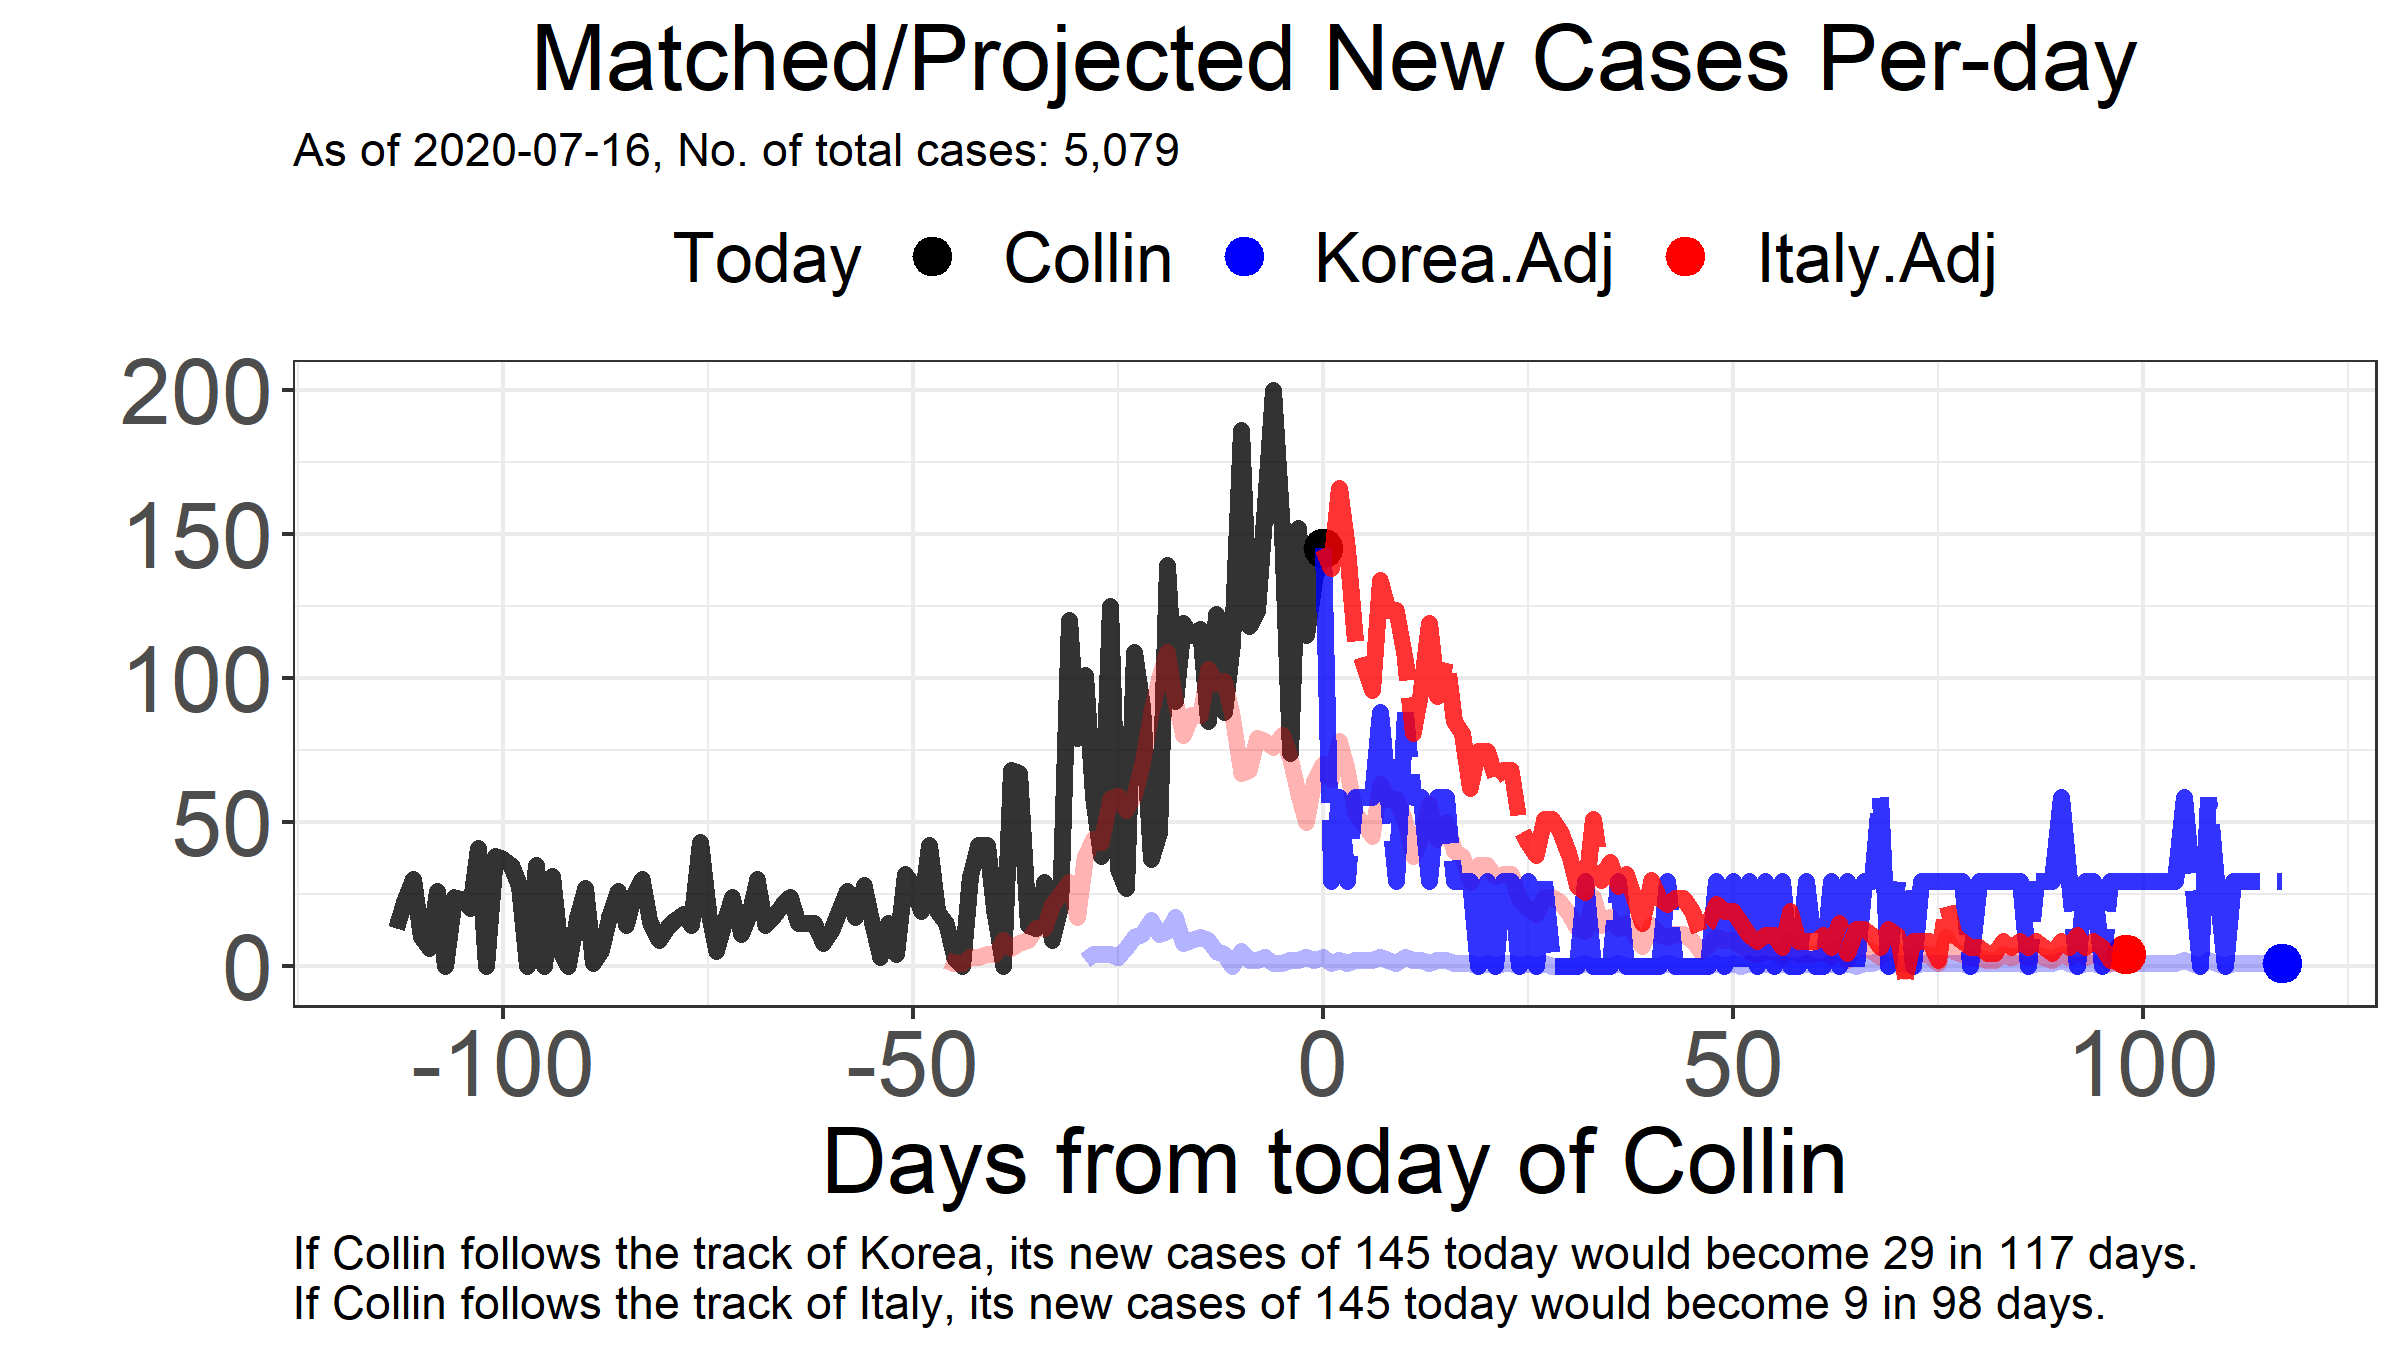 Matched/Projected New Cases Per-day
As of 2020-07-16, No. of total cases: 5,079
Today Collin Korea.Adj Italy.Adj
200
150
100
50
0
-100 -50 0 50 100
Days from today of Collin
If Collin follows the track of Korea, its new cases of 145 today would become 29 in 117 days.
If Collin follows the track of Italy, its new cases of 145 today would become 9 in 98 days.